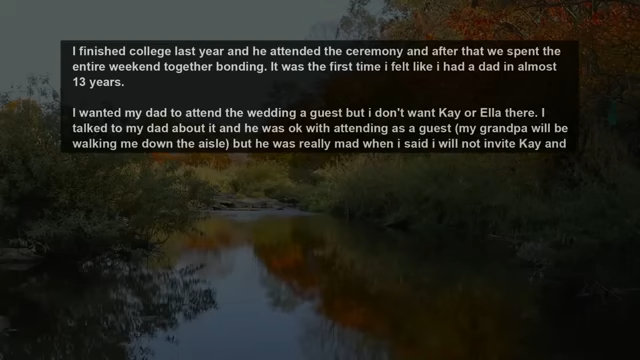 I finished college last year and he attended the ceremony and after that we spent the
entire weekend together bonding. It was the first time i felt like i had a dad in almost
13 years.
I wanted my dad to attend the wedding a guest but i don't want Kay or Ella there. I
talked to my dad about it and he was ok with attending as a guest (my grandpa will be
walking me down the aisle) but he was really mad when i said i will not invite Kay and